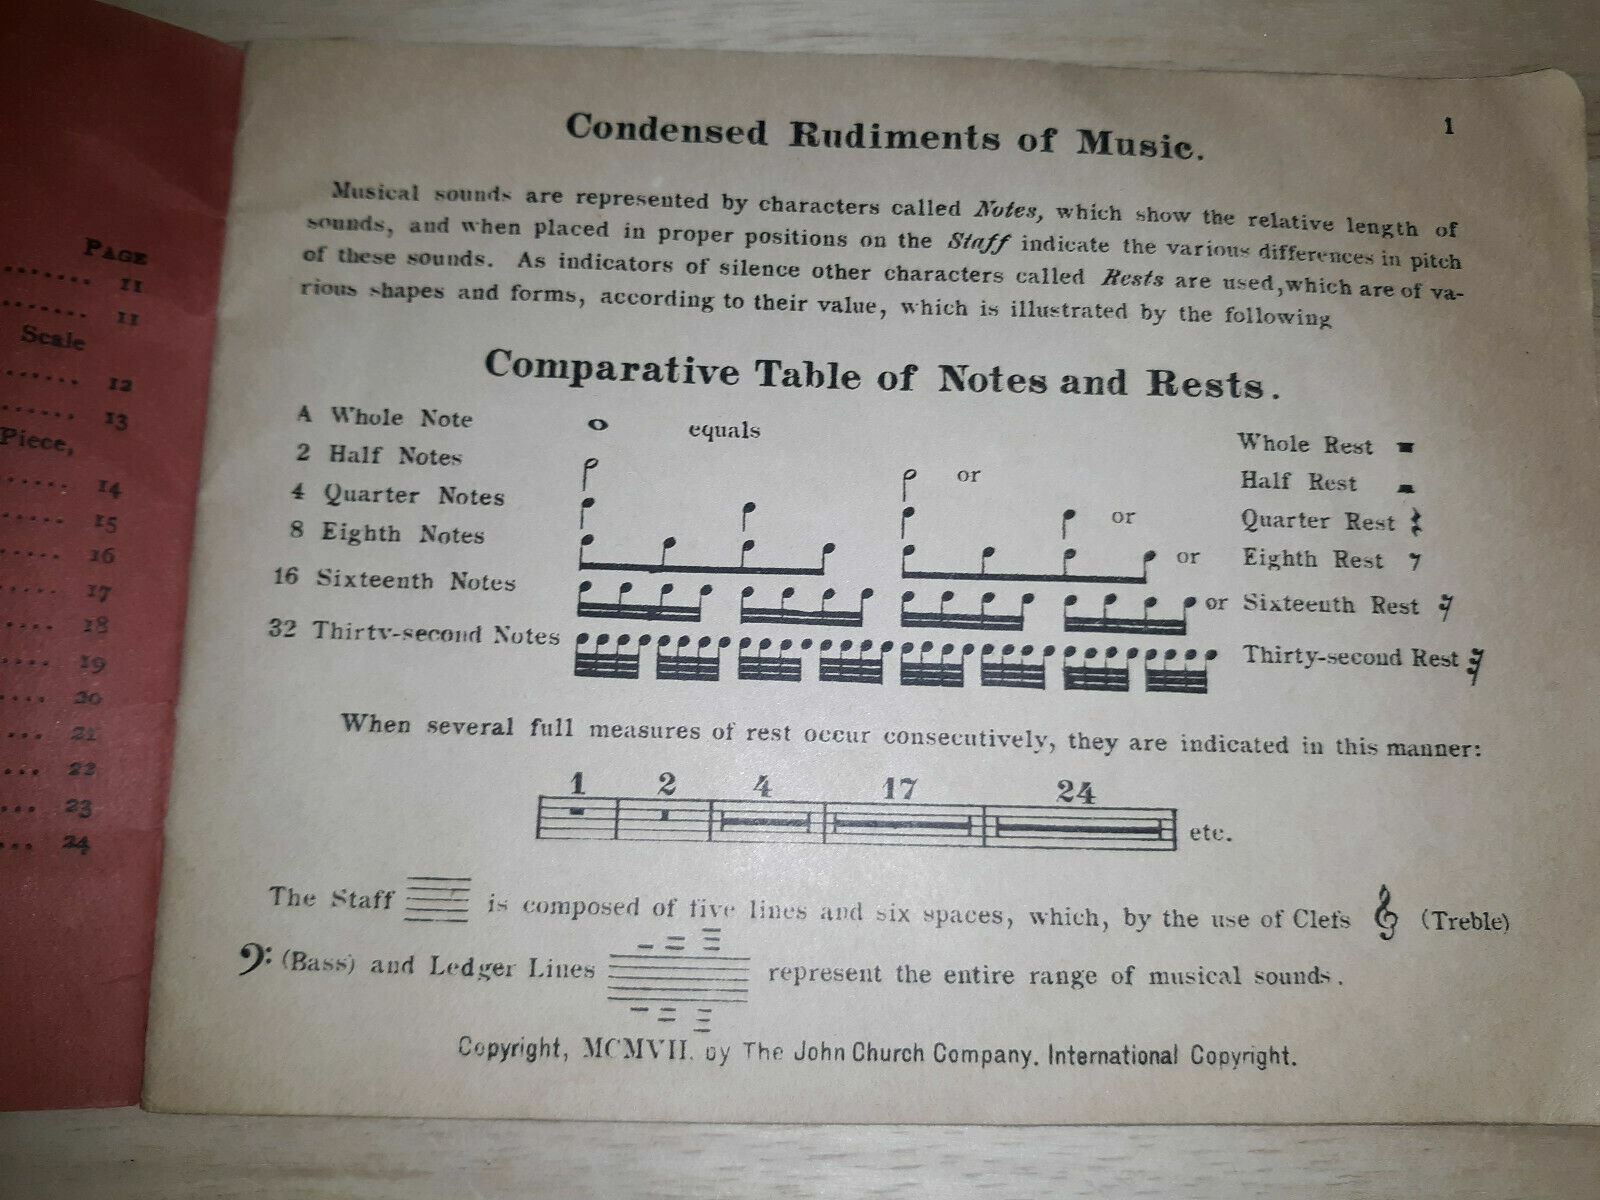 PAGE
11
11
Scale
12
13
Piece,
14
15
16
17
18
19
20
21
22
23
24
1
Condensed Rudiments of Music.
Musical sounds are represented by characters called Notes, which show the relative length of
sounds, and when placed in proper positions on the Staff indicate the various differences in pitch
of these sounds. As indicators of silence other characters called Rests are used, which are of va-
rious shapes and forms, according to their value, which is illustrated by the following
Comparative Table of Notes and Rests.
A Whole Note equals Whole Rest
2 Half Notes or Half Rest
4 Quarter Notes or Quarter Rest
8 Eighth Notes or Eighth Rest
16 Sixteenth Notes or Sixteenth Rest
32 Thirty-second Notes Thirty-second Rest
When several full measures of rest occur consecutively, they are indicated in this manner:
1 2 4 17 24
etc.
The Staff is composed of five lines and six spaces, which, by the use of Clefs (Treble)
(Bass) and Ledger Lines represent the entire range of musical sounds.
Copyright, MCMVII. by The John Church Company. International Copyright.